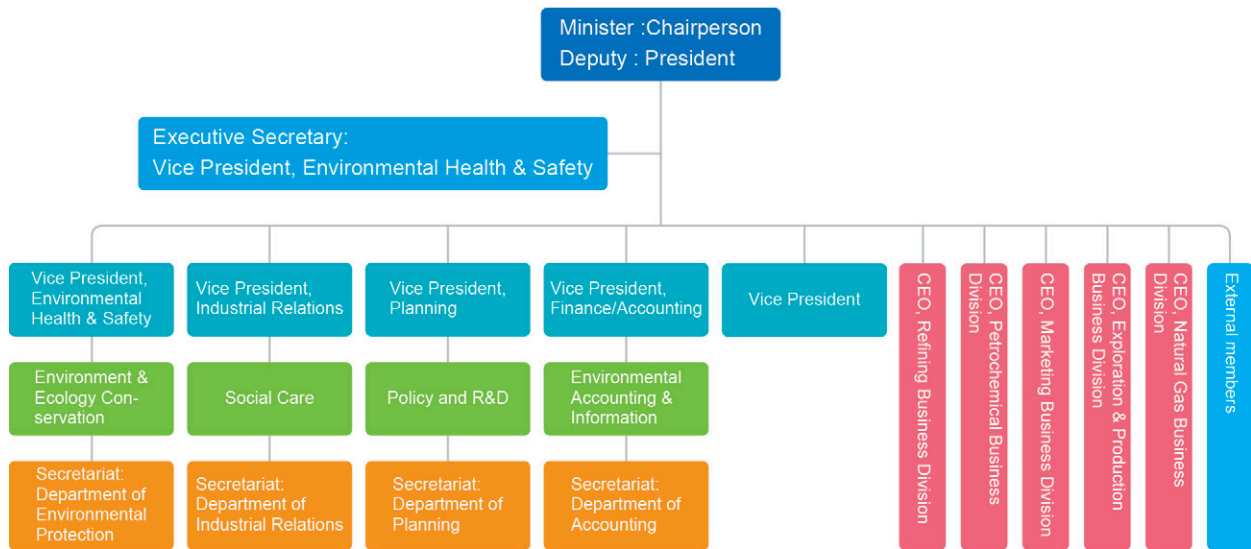 Minister :Chairperson
Deputy : President
Executive Secretary:
Vice President, Environmental Health & Safety
Vice President,
Environmental
Health & Safety
Vice President,
Industrial Relations
Vice President,
Planning
Vice President,
Finance/Accounting
Vice President
CEO, Refining Business Division
CEO, Petrochemical Business
Division
CEO, Marketing Business Division
CEO, Exploration & Production
Business Division
CEO, Natural Gas Business
Division
External members
Environment &
Ecology Con-
servation
Social Care
Policy and R&D
Environmental
Accounting &
Information
Secretariat:
Department of
Environmental
Protection
Secretariat:
Department of
Industrial Relations
Secretariat:
Department of
Planning
Secretariat:
Department of
Accounting